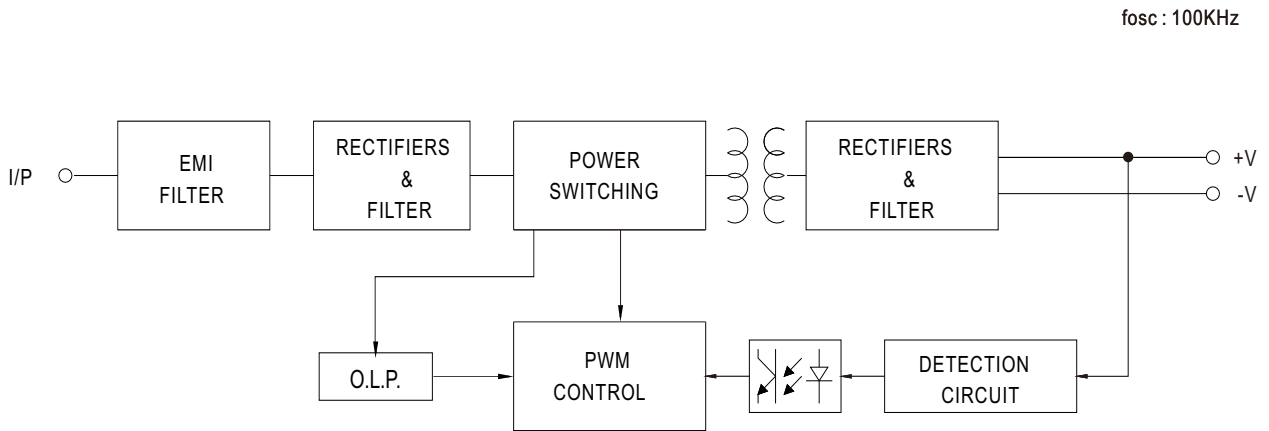 fosc : 100KHz
I/P
EMI
FILTER
RECTIFIERS
&
FILTER
POWER
SWITCHING
RECTIFIERS
&
FILTER
+V
-V
O.L.P.
PWM
CONTROL
DETECTION
CIRCUIT